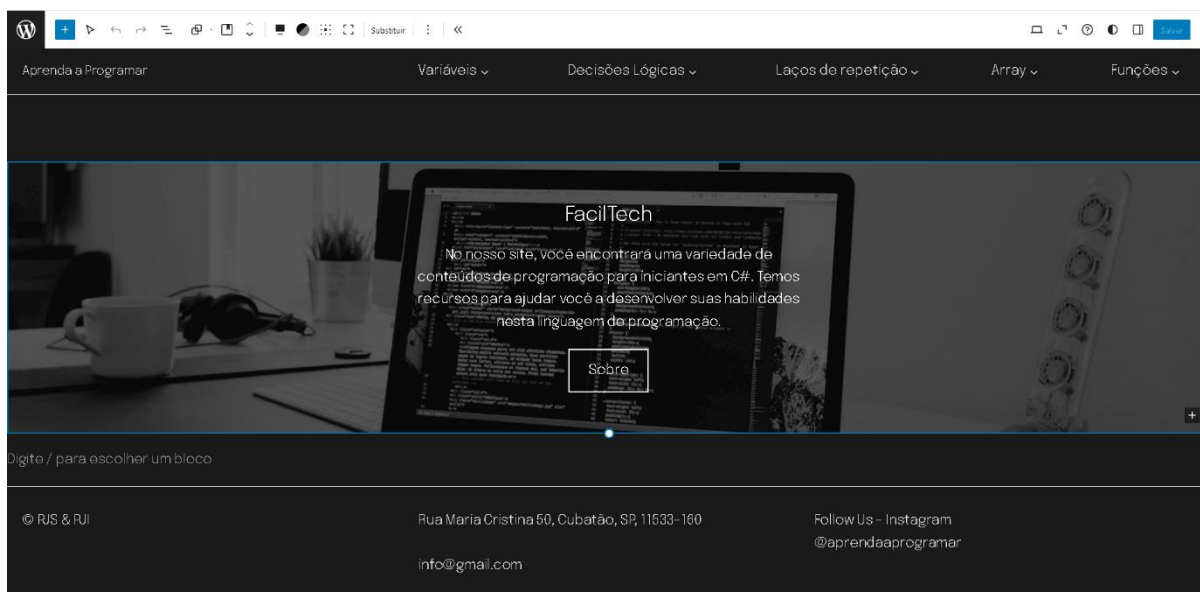 Substituir
Salvar
Aprenda a Programar
Variáveis
Decisões Lógicas
Laços de repetição
Array
Funções
FacilTech
No nosso site, você encontrará uma variedade de
conteúdos de programação para iniciantes em C#. Temos
recursos para ajudar você a desenvolver suas habilidades
nesta linguagem de programação.
Sobre
Digite / para escolher um bloco
© RJS & RJI
Rua Maria Cristina 50, Cubatão, SP, 11533-160
Follow Us - Instagram
@aprendaaprogramar
info@gmail.com